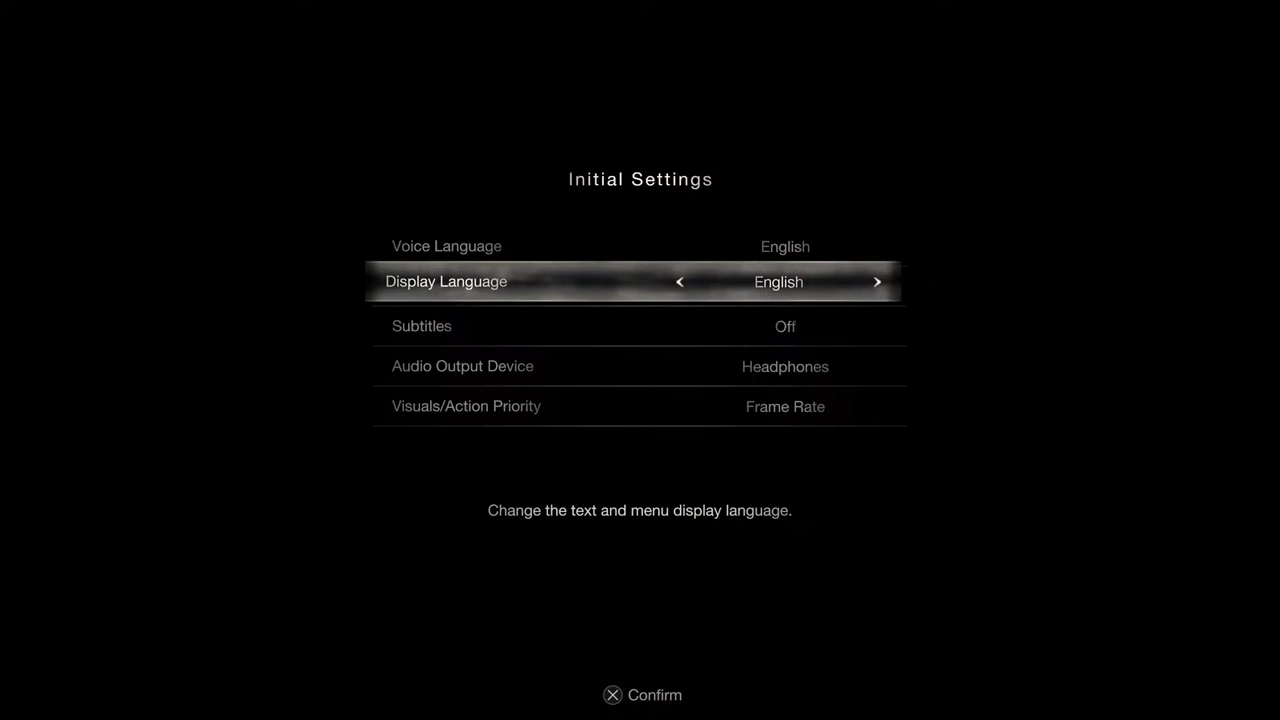 Initial Settings
Voice Language English
Display Language < English >
Subtitles Off
Audio Output Device Headphones
Visuals/Action Priority Frame Rate
Change the text and menu display language.
Confirm